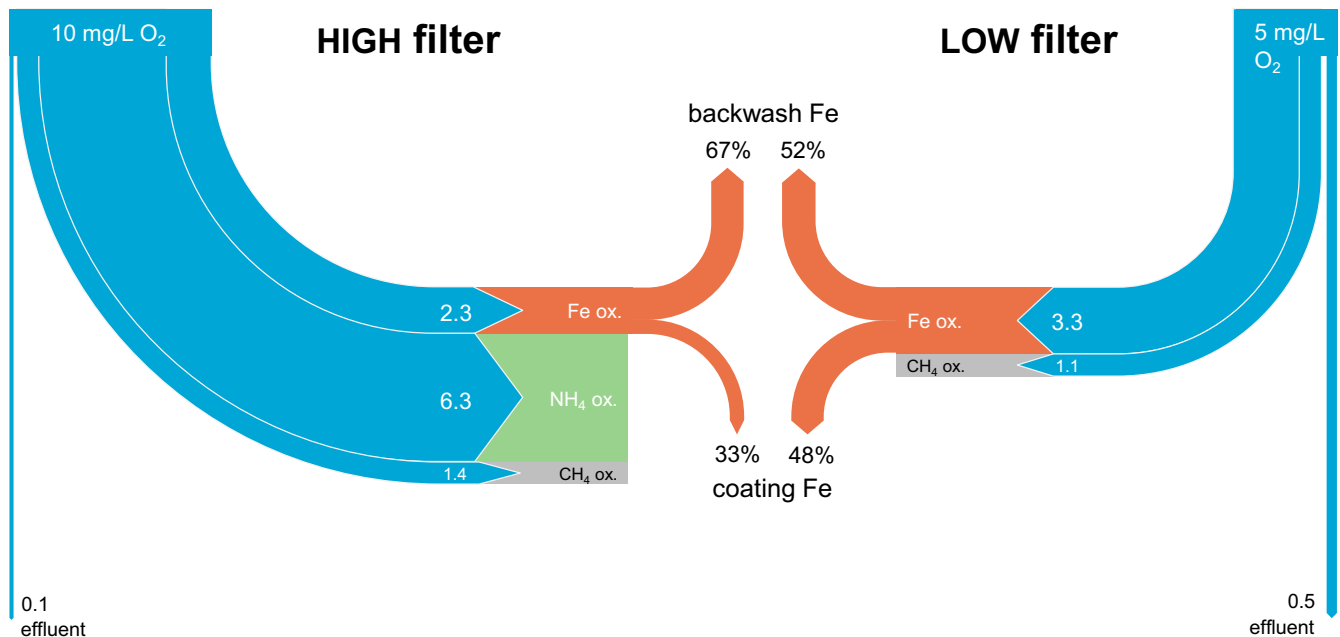 10 mg/L O₂
HIGH filter
LOW filter
5 mg/L
O₂
backwash Fe
67%
52%
2.3
Fe ox.
Fe ox.
3.3
CH₄ ox.
1.1
6.3
NH₄ ox.
33%
48%
1.4
CH₄ ox.
coating Fe
0.1
effluent
0.5
effluent